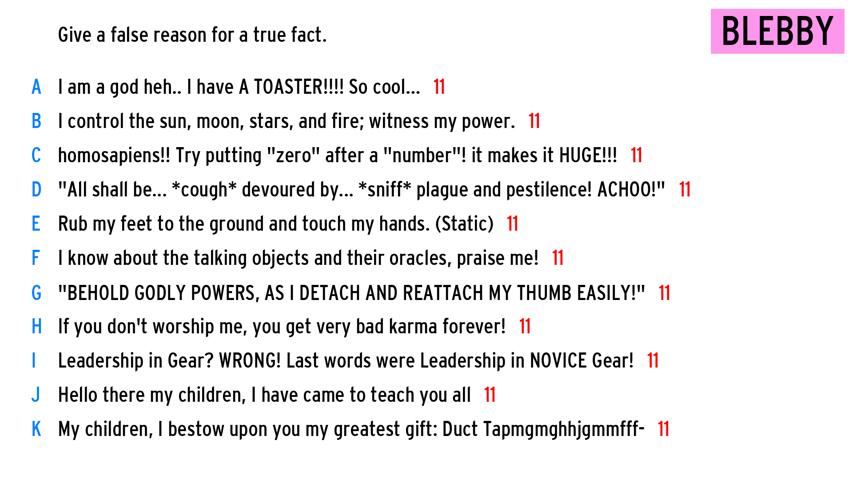 Give a false reason for a true fact.
BLEBBY
A I am a god heh.. I have A TOASTER!!!! So cool... 11
B I control the sun, moon, stars, and fire; witness my power. 11
C homosapiens!! Try putting "zero" after a "number"! it makes it HUGE!!! 11
D "All shall be... *cough* devoured by... *sniff* plague and pestilence! ACHOO!" 11
E Rub my feet to the ground and touch my hands. (Static) 11
F I know about the talking objects and their oracles, praise me! 11
G "BEHOLD GODLY POWERS, AS I DETACH AND REATTACH MY THUMB EASILY!" 11
H If you don't worship me, you get very bad karma forever! 11
I Leadership in Gear? WRONG! Last words were Leadership in NOVICE Gear! 11
J Hello there my children, I have came to teach you all 11
K My children, I bestow upon you my greatest gift: Duct Tapmgmghhjgmmfff- 11